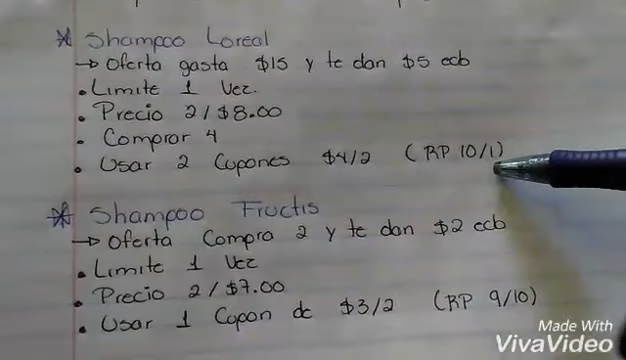 * Shampoo Loreal
→ Oferta gasta $15 y te dan $5 ecb
• Limite 1 vez.
• Precio 2/$8.00
• Comprar 4
• Usar 2 Cupones $4/2 (RP 10/1)
* Shampoo Fructis
→ Oferta Compra 2 y te dan $2 ecb
• Limite 1 vez
• Precio 2/$7.00
• Usar 1 Cupon de $3/2 (RP 9/10)
Made With
VivaVideo